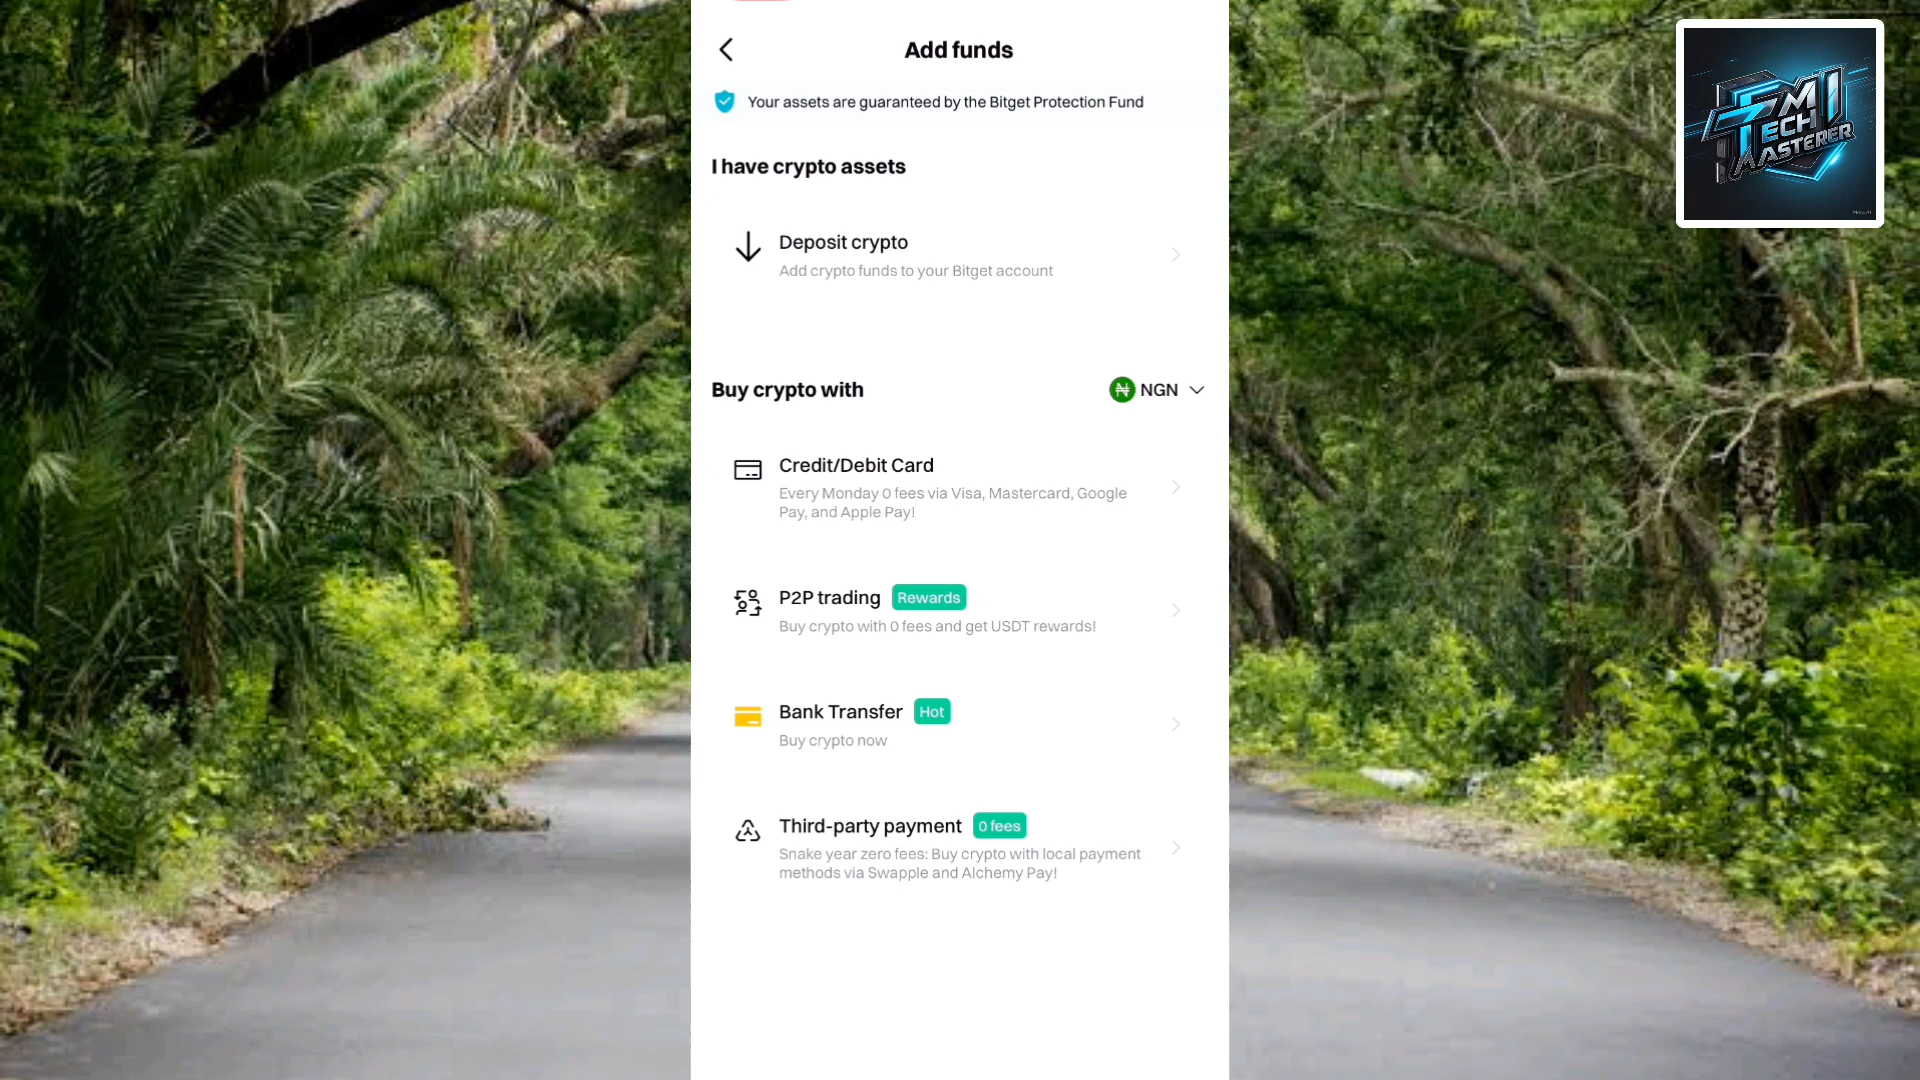 Add funds
Your assets are guaranteed by the Bitget Protection Fund
I have crypto assets
Deposit crypto
Add crypto funds to your Bitget account
Buy crypto with
NGN
Credit/Debit Card
Every Monday 0 fees via Visa, Mastercard, Google
Pay, and Apple Pay!
P2P trading Rewards
Buy crypto with 0 fees and get USDT rewards!
Bank Transfer Hot
Buy crypto now
Third-party payment 0 fees
Snake year zero fees: Buy crypto with local payment
methods via Swapple and Alchemy Pay!
TECH
MASTERER
Meta AI